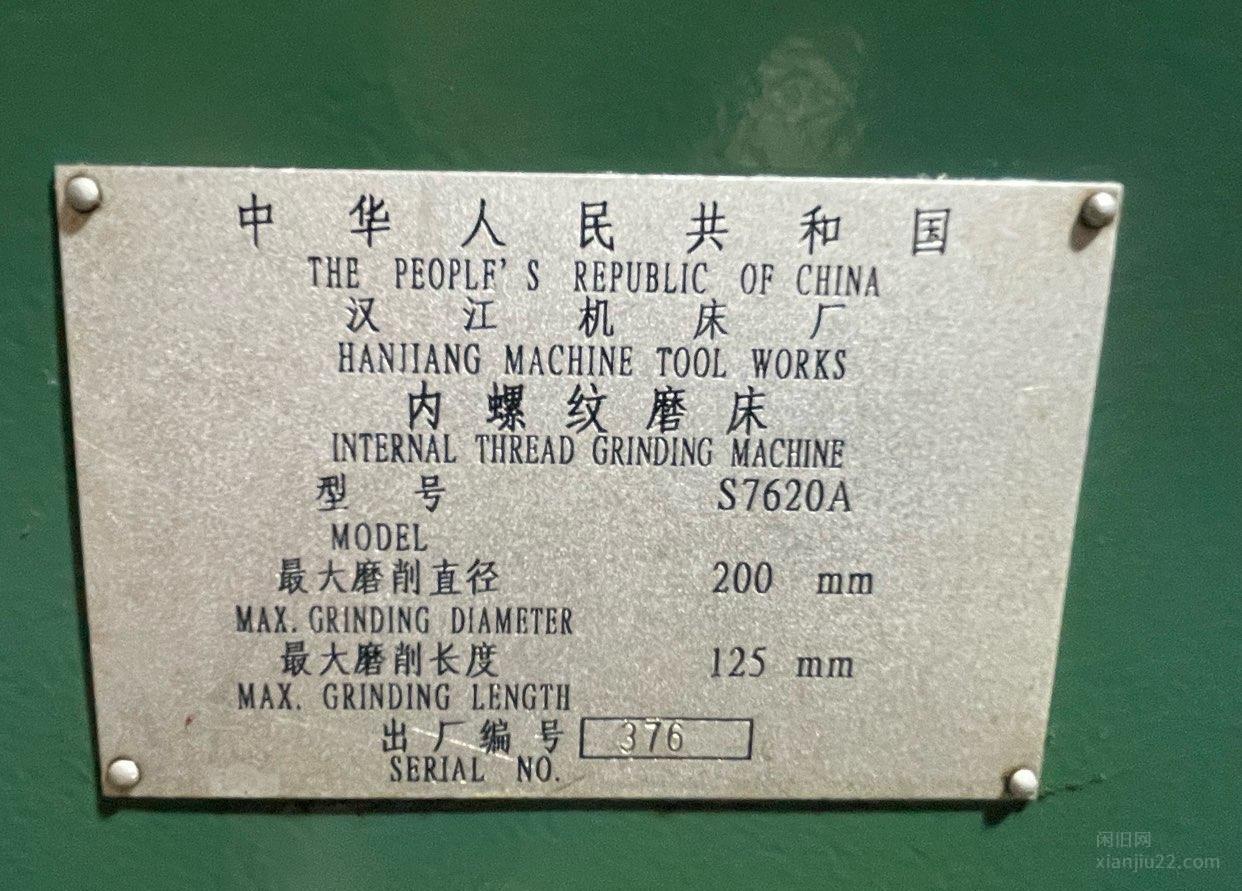 中华人民共和国
THE PEOPLE'S REPUBLIC OF CHINA
汉江机床厂
HANJIANG MACHINE TOOL WORKS
内螺纹磨床
INTERNAL THREAD GRINDING MACHINE
型号 S7620A
MODEL
最大磨削直径 200 mm
MAX. GRINDING DIAMETER
最大磨削长度 125 mm
MAX. GRINDING LENGTH
出厂编号 376
SERIAL NO.
闲旧网
xianjiu22.com